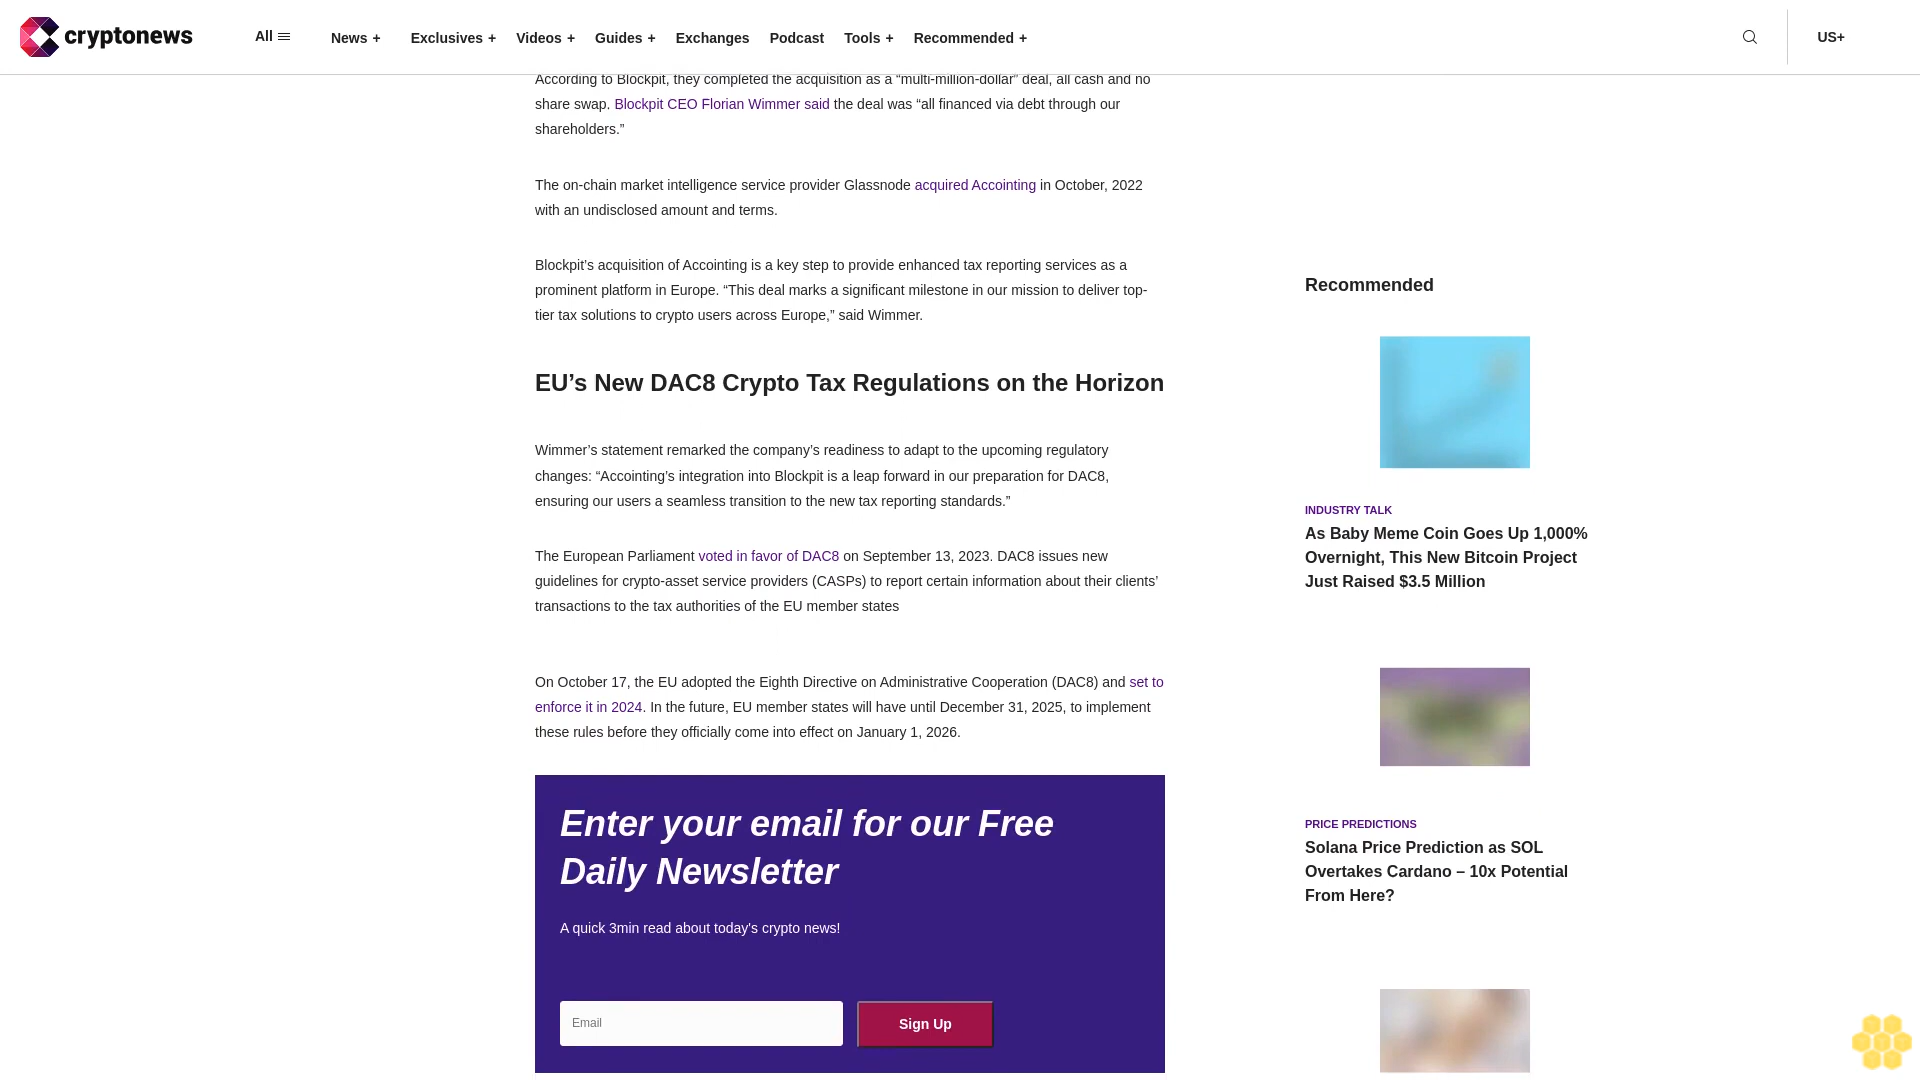 cryptonews
All
News +
Exclusives +
Videos +
Guides +
Exchanges
Podcast
Tools +
Recommended +
US+
According to Blockpit, they completed the acquisition as a “multi-million-dollar” deal, all cash and no
share swap. Blockpit CEO Florian Wimmer said the deal was “all financed via debt through our
shareholders.”
The on-chain market intelligence service provider Glassnode acquired Accointing in October, 2022
with an undisclosed amount and terms.
Blockpit’s acquisition of Accointing is a key step to provide enhanced tax reporting services as a
prominent platform in Europe. “This deal marks a significant milestone in our mission to deliver top-
tier tax solutions to crypto users across Europe,” said Wimmer.
EU’s New DAC8 Crypto Tax Regulations on the Horizon
Wimmer’s statement remarked the company’s readiness to adapt to the upcoming regulatory
changes: “Accointing’s integration into Blockpit is a leap forward in our preparation for DAC8,
ensuring our users a seamless transition to the new tax reporting standards.”
The European Parliament voted in favor of DAC8 on September 13, 2023. DAC8 issues new
guidelines for crypto-asset service providers (CASPs) to report certain information about their clients’
transactions to the tax authorities of the EU member states
On October 17, the EU adopted the Eighth Directive on Administrative Cooperation (DAC8) and set to
enforce it in 2024. In the future, EU member states will have until December 31, 2025, to implement
these rules before they officially come into effect on January 1, 2026.
Enter your email for our Free
Daily Newsletter
A quick 3min read about today's crypto news!
Email
Sign Up
Recommended
INDUSTRY TALK
As Baby Meme Coin Goes Up 1,000%
Overnight, This New Bitcoin Project
Just Raised $3.5 Million
PRICE PREDICTIONS
Solana Price Prediction as SOL
Overtakes Cardano – 10x Potential
From Here?